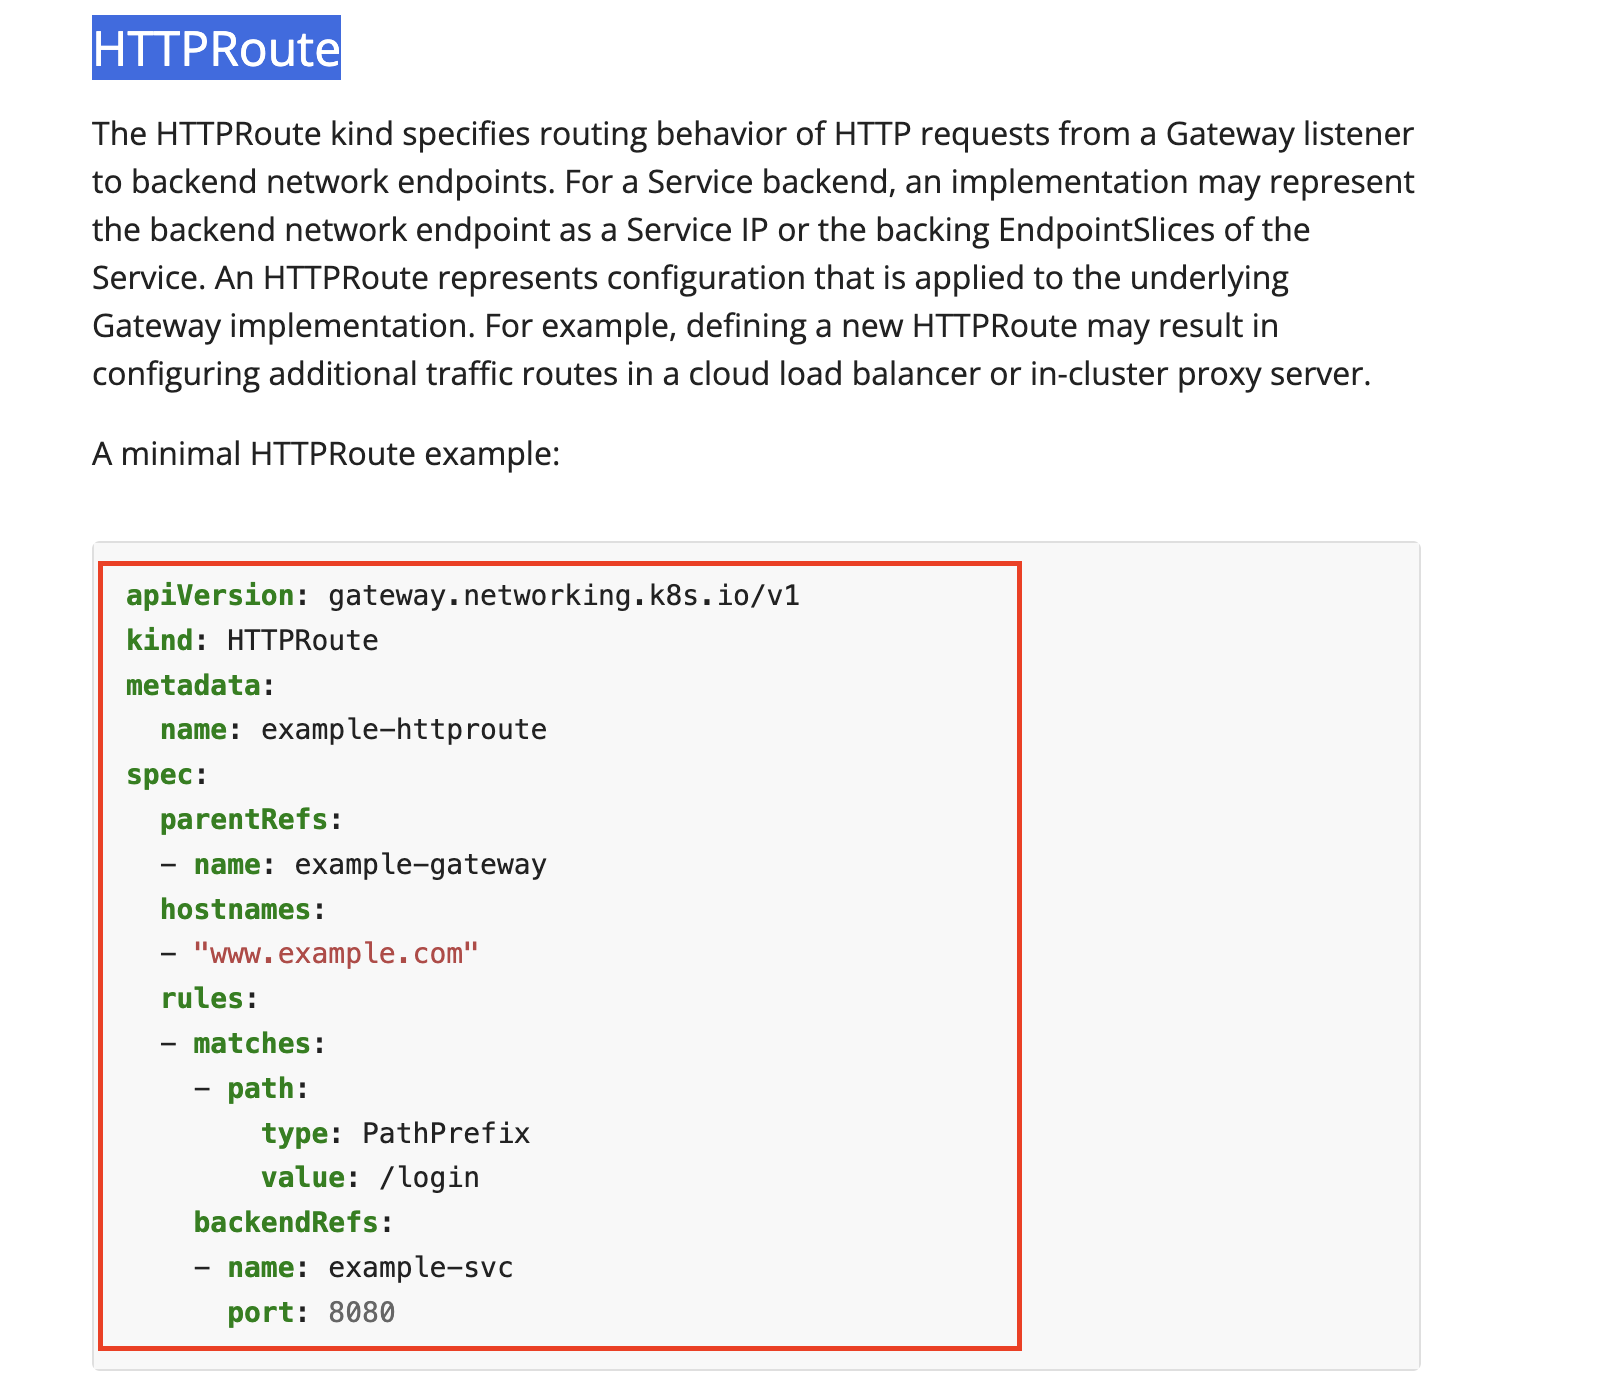 HTTPRoute
The HTTPRoute kind specifies routing behavior of HTTP requests from a Gateway listener
to backend network endpoints. For a Service backend, an implementation may represent
the backend network endpoint as a Service IP or the backing EndpointSlices of the
Service. An HTTPRoute represents configuration that is applied to the underlying
Gateway implementation. For example, defining a new HTTPRoute may result in
configuring additional traffic routes in a cloud load balancer or in-cluster proxy server.
A minimal HTTPRoute example:
apiVersion: gateway.networking.k8s.io/v1
kind: HTTPRoute
metadata:
  name: example-httproute
spec:
  parentRefs:
  - name: example-gateway
  hostnames:
  - "www.example.com"
  rules:
  - matches:
    - path:
        type: PathPrefix
        value: /login
    backendRefs:
    - name: example-svc
      port: 8080